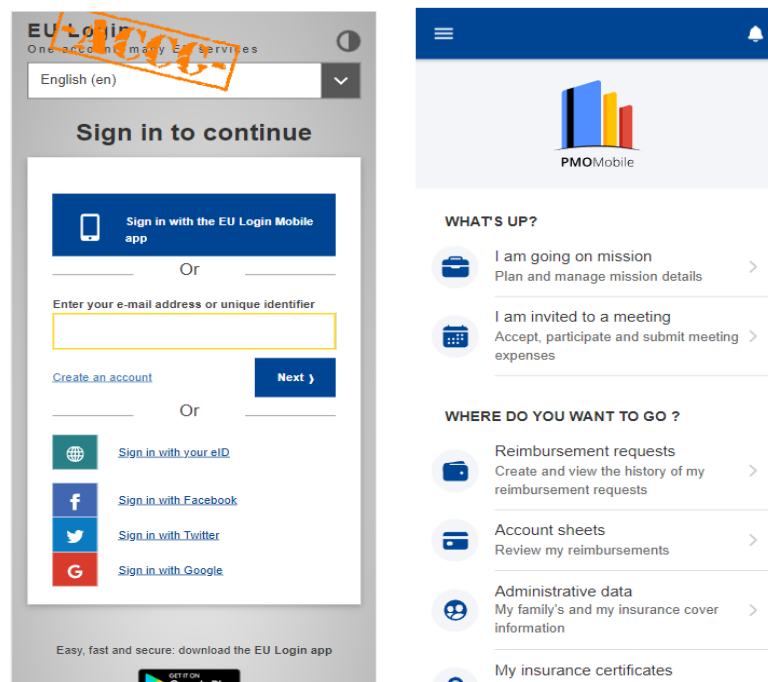 EU Login
One account, many EU services
ACCC
English (en)
Sign in to continue
Sign in with the EU Login Mobile
app
Or
Enter your e-mail address or unique identifier
Create an account
Next ❯
Or
Sign in with your eID
f
Sign in with Facebook
Sign in with Twitter
G
Sign in with Google
Easy, fast and secure: download the EU Login app
GET IT ON
PMOMobile
WHAT'S UP?
I am going on mission
Plan and manage mission details
I am invited to a meeting
Accept, participate and submit meeting
expenses
WHERE DO YOU WANT TO GO ?
Reimbursement requests
Create and view the history of my
reimbursement requests
Account sheets
Review my reimbursements
Administrative data
My family's and my insurance cover
information
My insurance certificates